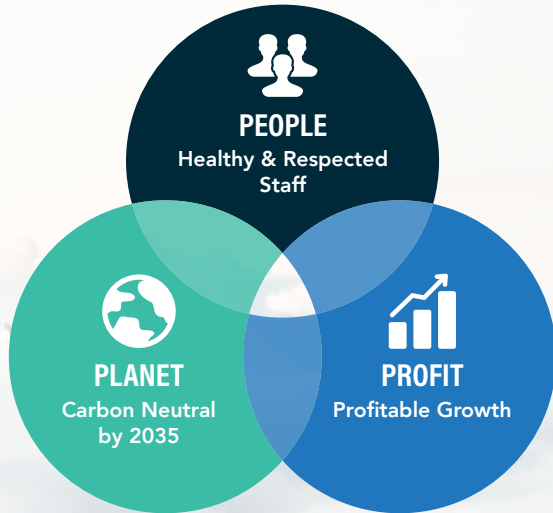 PEOPLE
Healthy & Respected
Staff
PLANET
Carbon Neutral
by 2035
PROFIT
Profitable Growth